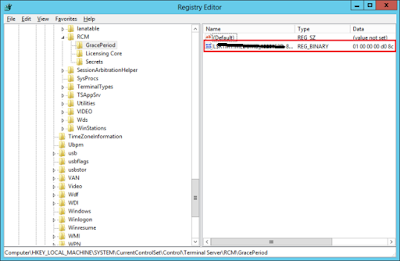 Registry Editor
File Edit View Favorites Help
lanatable
RCM
GracePeriod
Licensing Core
Secrets
SessionArbitrationHelper
SysProcs
TerminalTypes
TSAppSrv
Utilities
VIDEO
Wds
WinStations
TimeZoneInformation
Ubpm
usb
usbflags
usbstor
VAN
Video
Wdf
WDI
Windows
Winlogon
Winresume
WMI
WPN
Name Type Data
(Default) REG_SZ (value not set)
REG_BINARY 01 00 00 00 d0 8c
Computer\HKEY_LOCAL_MACHINE\SYSTEM\CurrentControlSet\Control\Terminal Server\RCM\GracePeriod